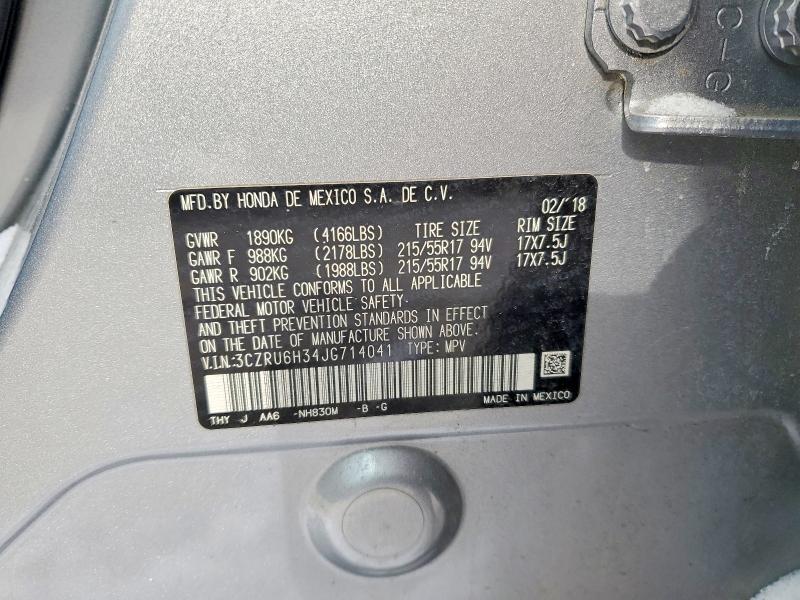 MFD.BY HONDA DE MEXICO S.A. DE C.V. 02/'18
GVWR 1890KG (4166LBS) TIRE SIZE RIM SIZE
GAWR F 988KG (2178LBS) 215/55R17 94V 17X7.5J
GAWR R 902KG (1988LBS) 215/55R17 94V 17X7.5J
THIS VEHICLE CONFORMS TO ALL APPLICABLE
FEDERAL MOTOR VEHICLE SAFETY
AND THEFT PREVENTION STANDARDS IN EFFECT
ON THE DATE OF MANUFACTURE SHOWN ABOVE.
V.I.N.:3CZRU6H34JG714041 TYPE: MPV
THY J AA6 -NH830M -B -G MADE IN MEXICO